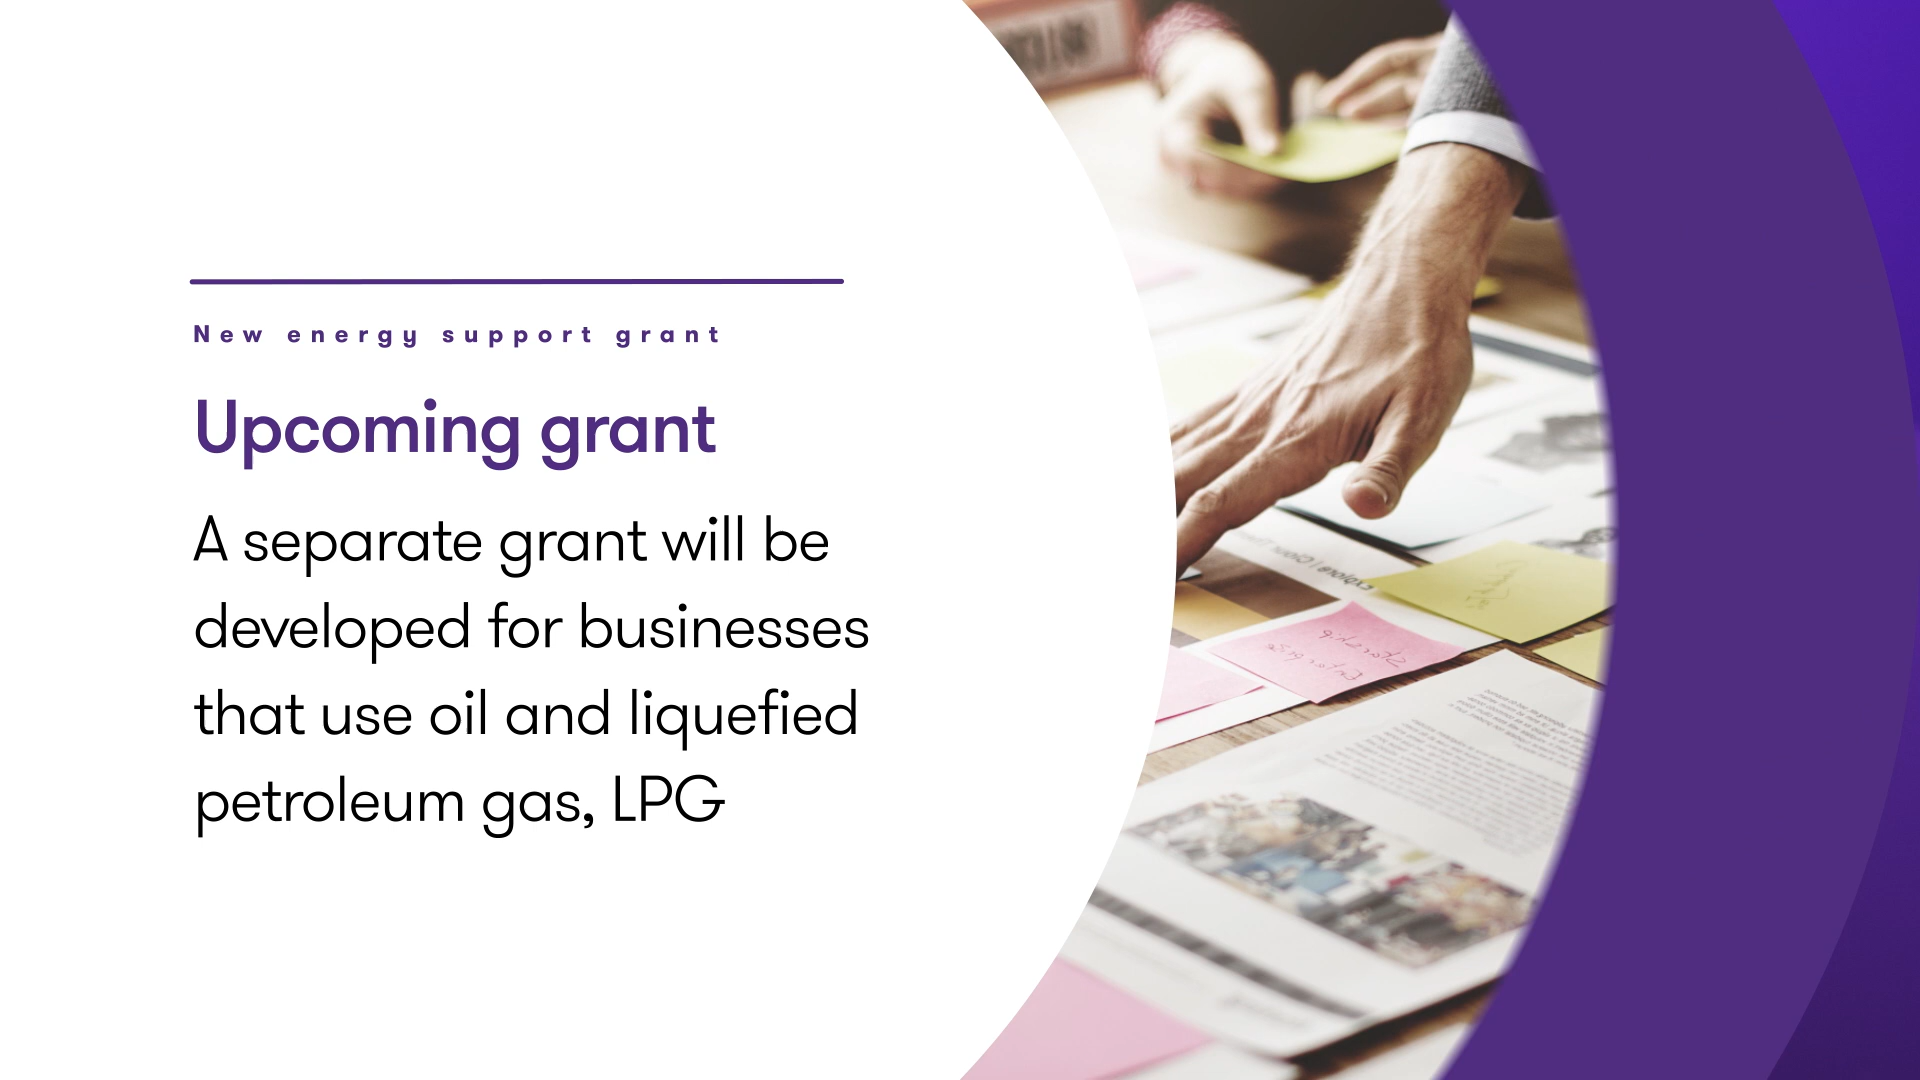 New energy support grant
Upcoming grant
A separate grant will be
developed for businesses
that use oil and liquefied
petroleum gas, LPG